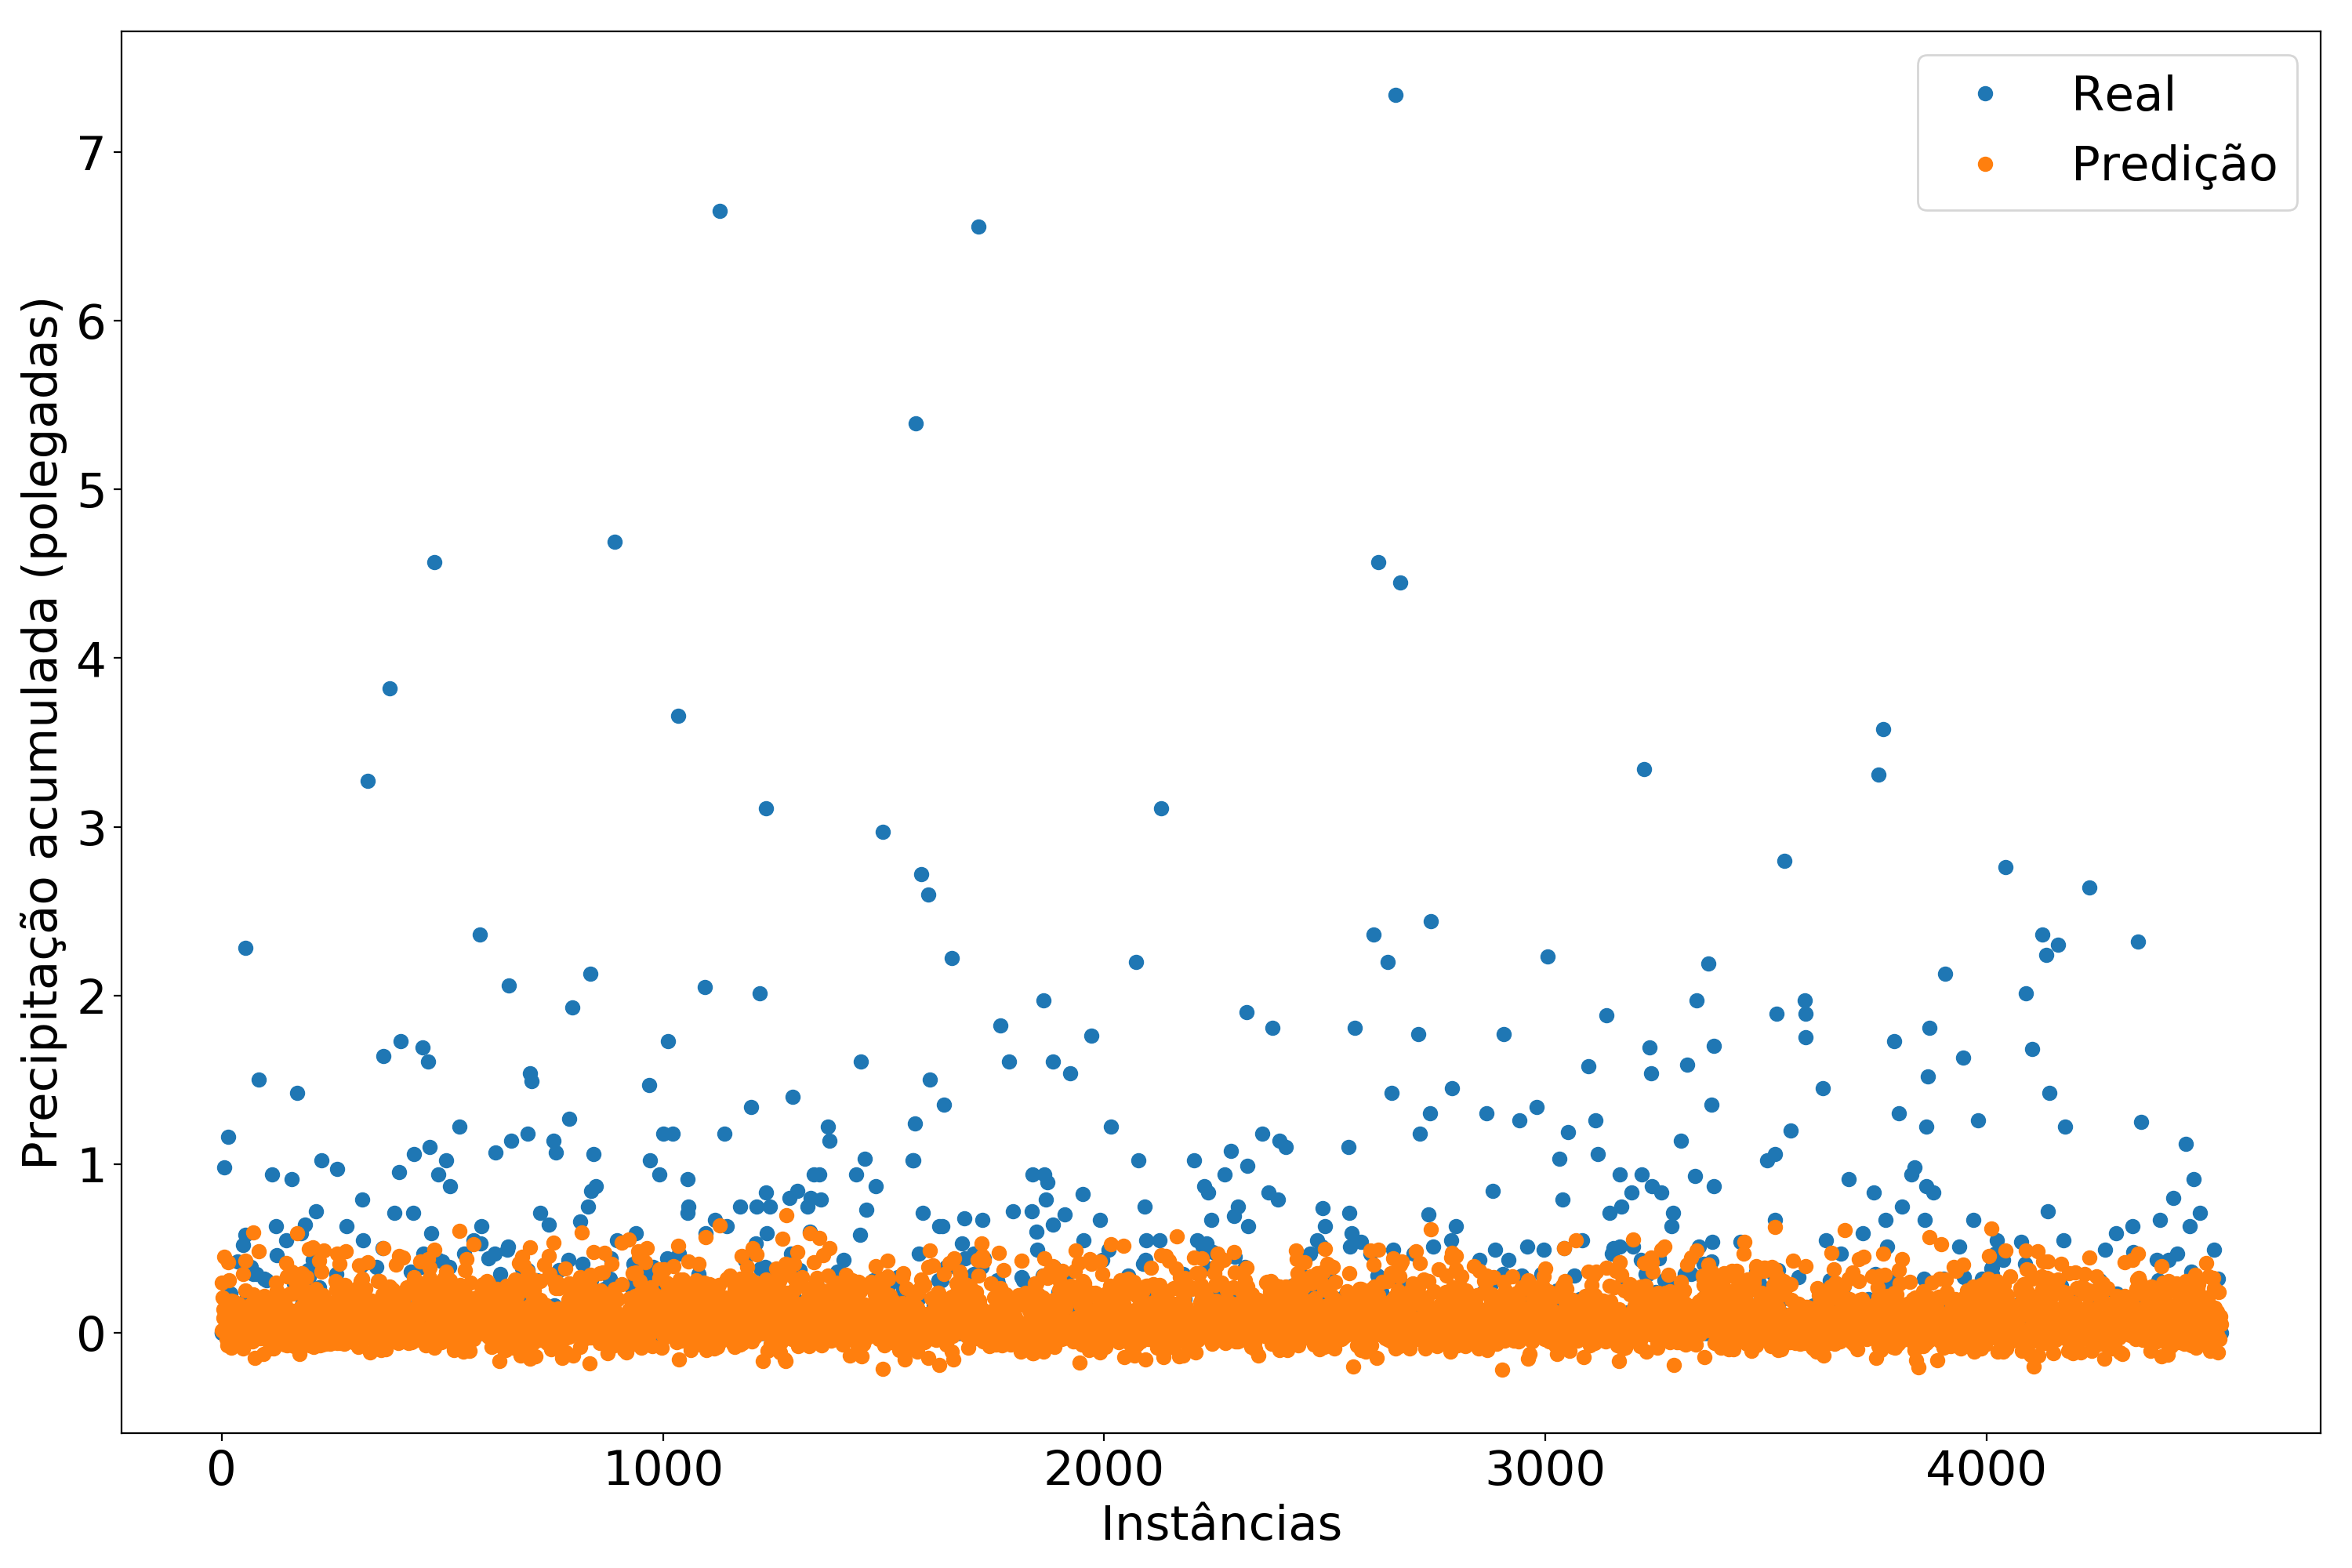 Real
Predição
Precipitação acumulada (polegadas)
7
6
5
4
3
2
1
0
0 1000 2000 3000 4000
Instâncias